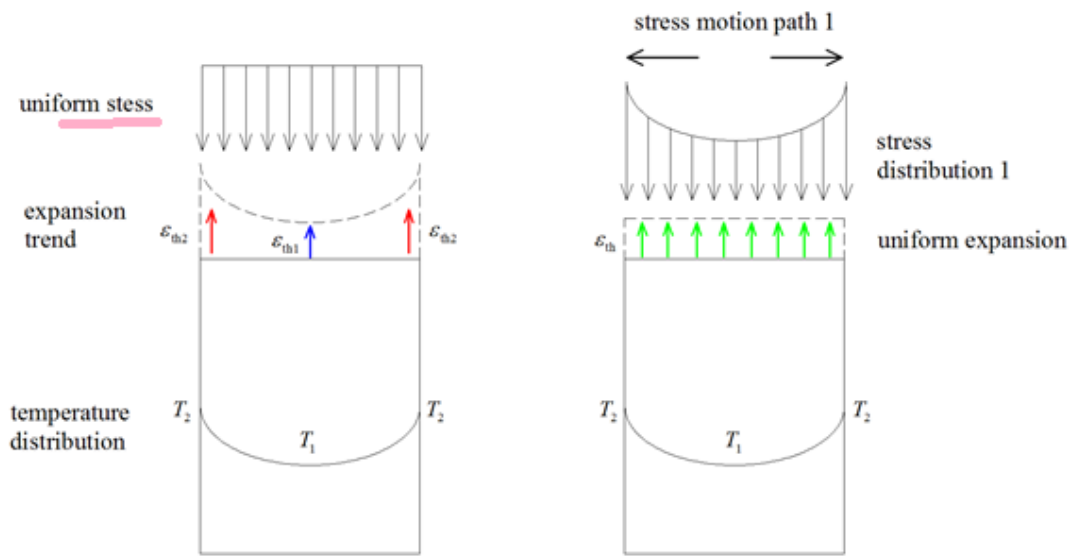 stress motion path 1
uniform stess
stress
distribution 1
expansion
trend
εth2
εth1
εth2
εth
uniform expansion
temperature
distribution
T2
T1
T2
T2
T1
T2